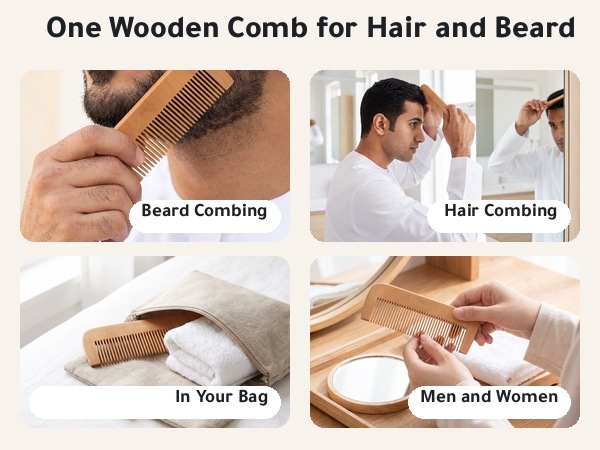 One Wooden Comb for Hair and Beard
Beard Combing
Hair Combing
In Your Bag
Men and Women